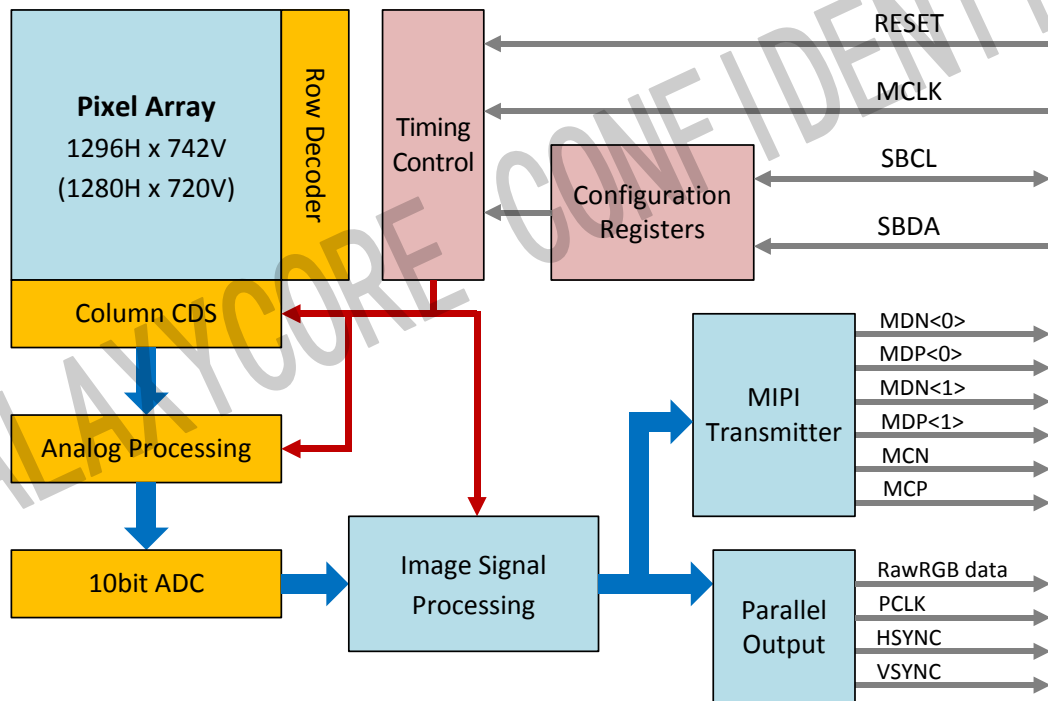 Pixel Array
1296H x 742V
(1280H x 720V)
Row Decoder
Column CDS
Analog Processing
10bit ADC
Timing
Control
Configuration
Registers
RESET
MCLK
SBCL
SBDA
Image Signal
Processing
MIPI
Transmitter
MDN<0>
MDP<0>
MDN<1>
MDP<1>
MCN
MCP
Parallel
Output
RawRGB data
PCLK
HSYNC
VSYNC
ALAXYCORE CONFIDENT